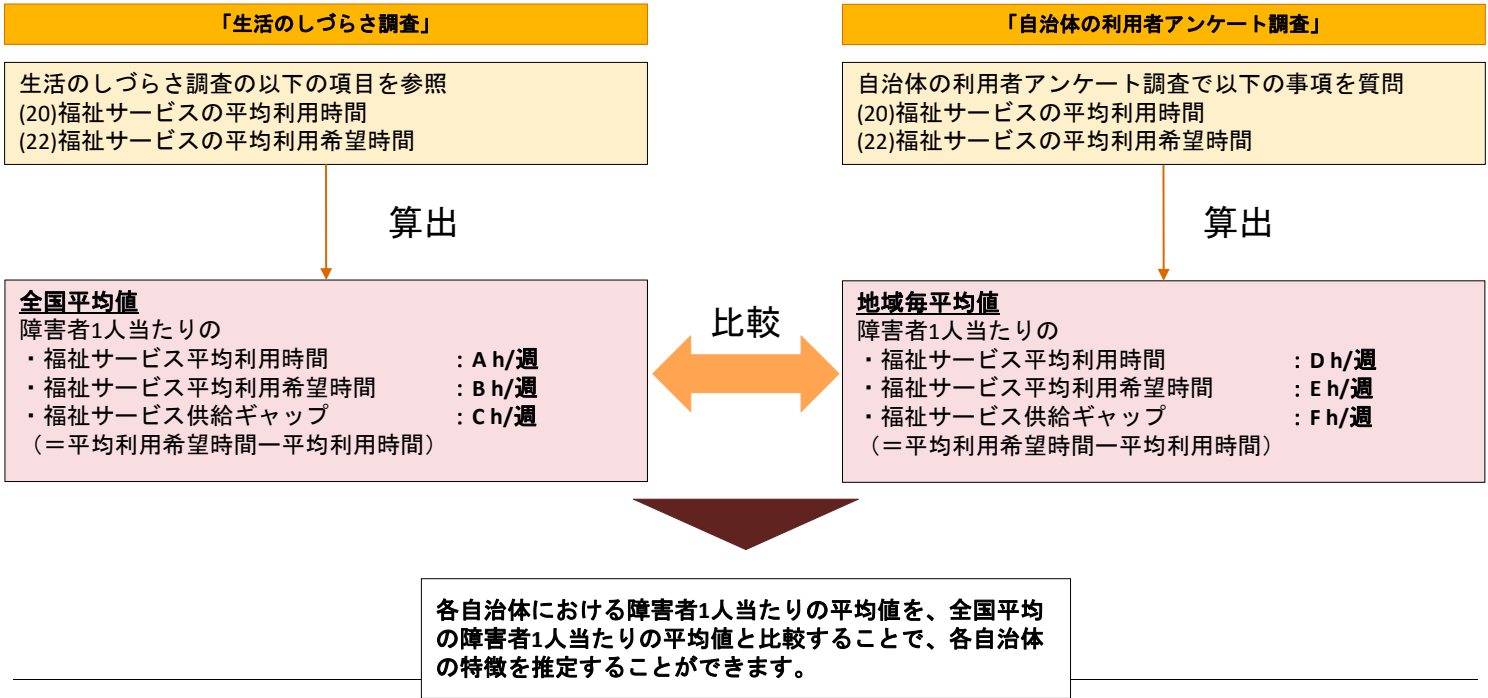 「生活のしづらさ調査」
生活のしづらさ調査の以下の項目を参照
(20)福祉サービスの平均利用時間
(22)福祉サービスの平均利用希望時間
算出
全国平均値
障害者1人当たりの
・福祉サービス平均利用時間 ：A h/週
・福祉サービス平均利用希望時間 ：B h/週
・福祉サービス供給ギャップ ：C h/週
（＝平均利用希望時間ー平均利用時間）
比較
「自治体の利用者アンケート調査」
自治体の利用者アンケート調査で以下の事項を質問
(20)福祉サービスの平均利用時間
(22)福祉サービスの平均利用希望時間
算出
地域毎平均値
障害者1人当たりの
・福祉サービス平均利用時間 ：D h/週
・福祉サービス平均利用希望時間 ：E h/週
・福祉サービス供給ギャップ ：F h/週
（＝平均利用希望時間ー平均利用時間）
各自治体における障害者1人当たりの平均値を、全国平均
の障害者1人当たりの平均値と比較することで、各自治体
の特徴を推定することができます。